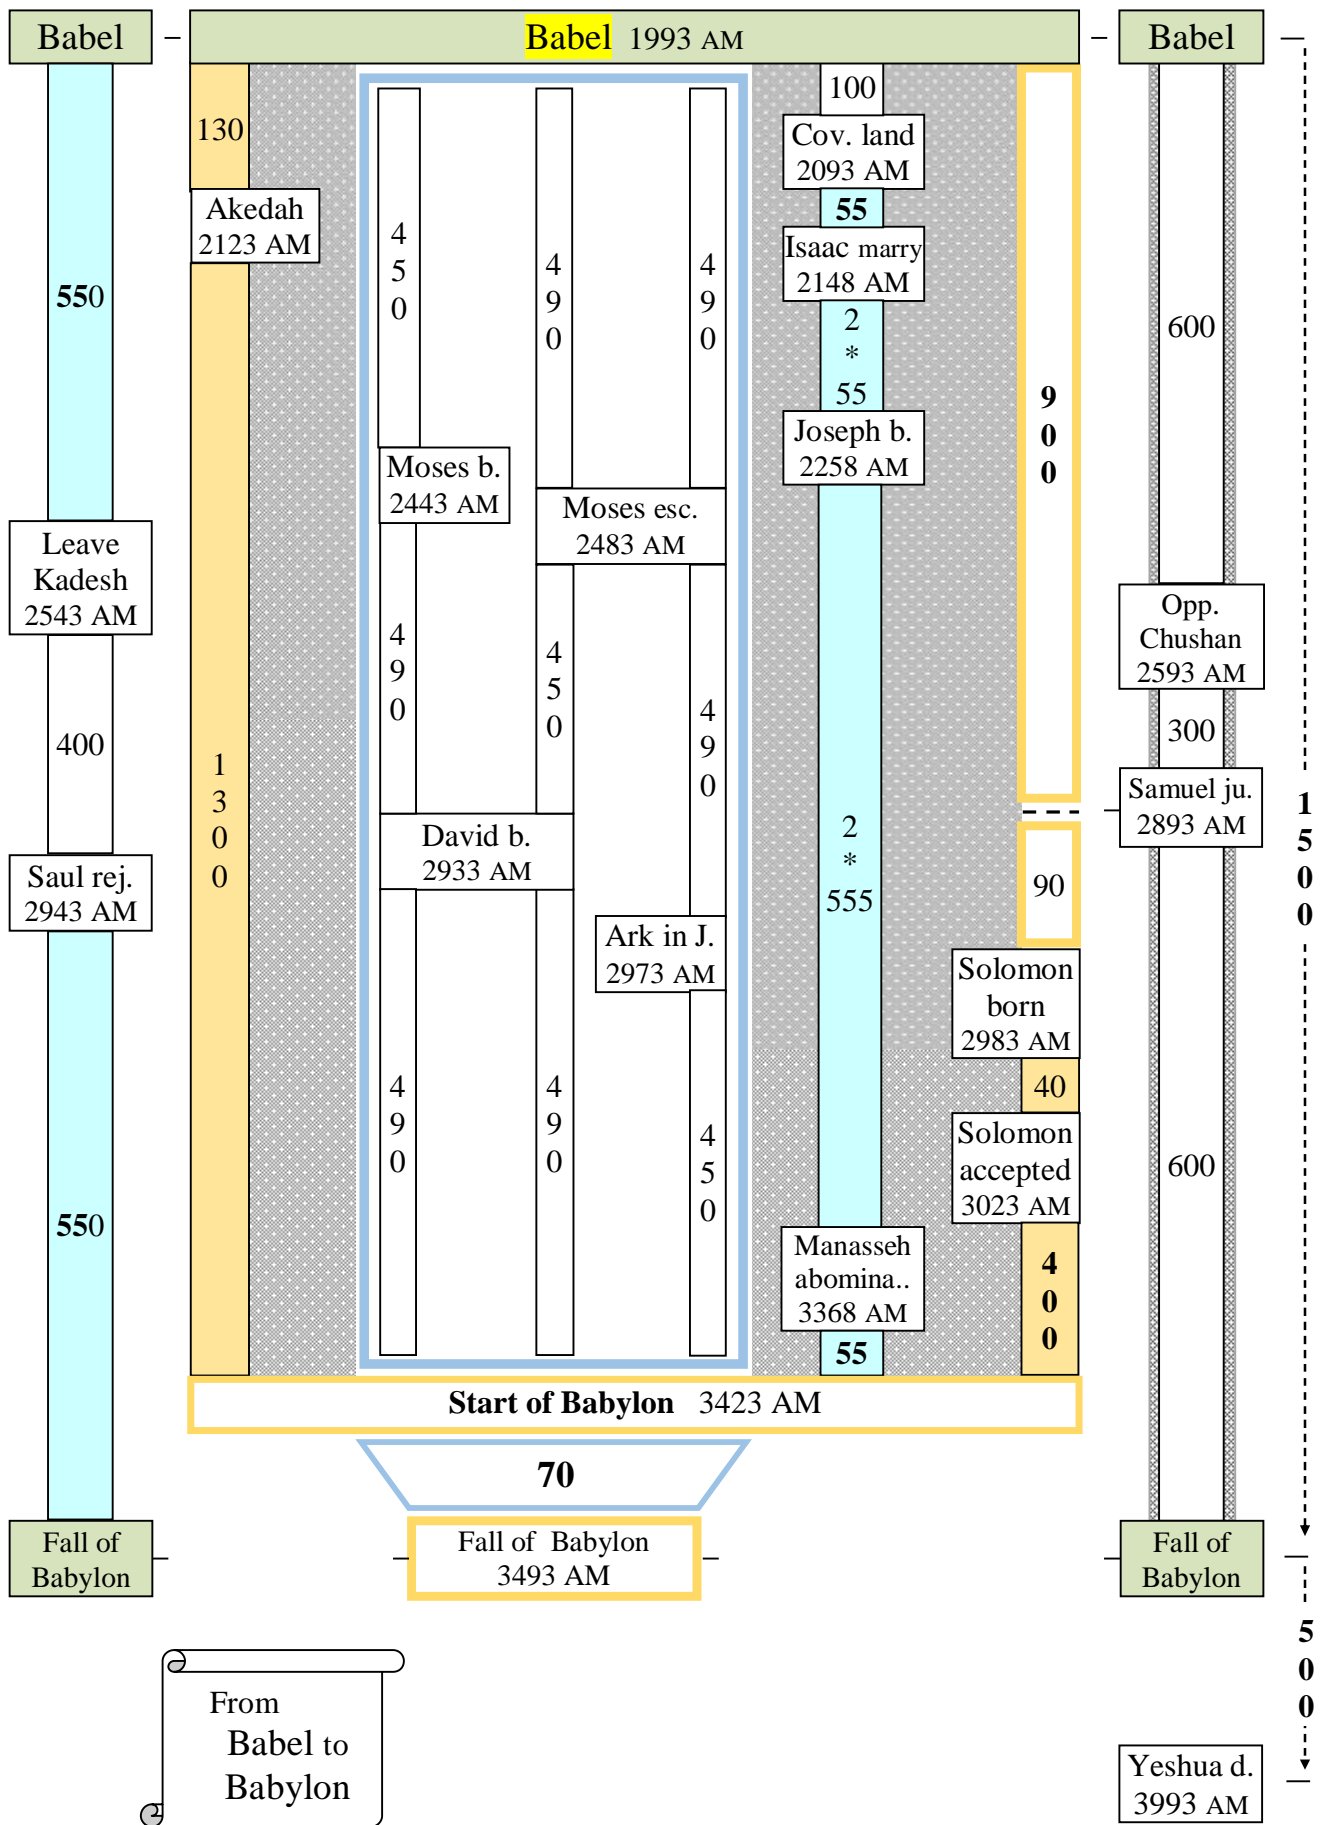 Babel
Babel 1993 AM
Babel
550
Leave
Kadesh
2543 AM
400
Saul rej.
2943 AM
550
Fall of
Babylon
130
Akedah
2123 AM
1
3
0
0
4
5
0
Moses b.
2443 AM
4
9
0
David b.
2933 AM
4
9
0
4
9
0
Moses esc.
2483 AM
4
5
0
4
9
0
4
9
0
4
9
0
Ark in J.
2973 AM
4
5
0
100
Cov. land
2093 AM
55
Isaac marry
2148 AM
2
*
55
Joseph b.
2258 AM
2
*
555
Manasseh
abomina..
3368 AM
55
9
0
0
90
Solomon
born
2983 AM
40
Solomon
accepted
3023 AM
4
0
0
Start of Babylon 3423 AM
70
Fall of Babylon
3493 AM
600
Opp.
Chushan
2593 AM
300
Samuel ju.
2893 AM
600
Fall of
Babylon
1
5
0
0
5
0
0
Yeshua d.
3993 AM
From
Babel to
Babylon